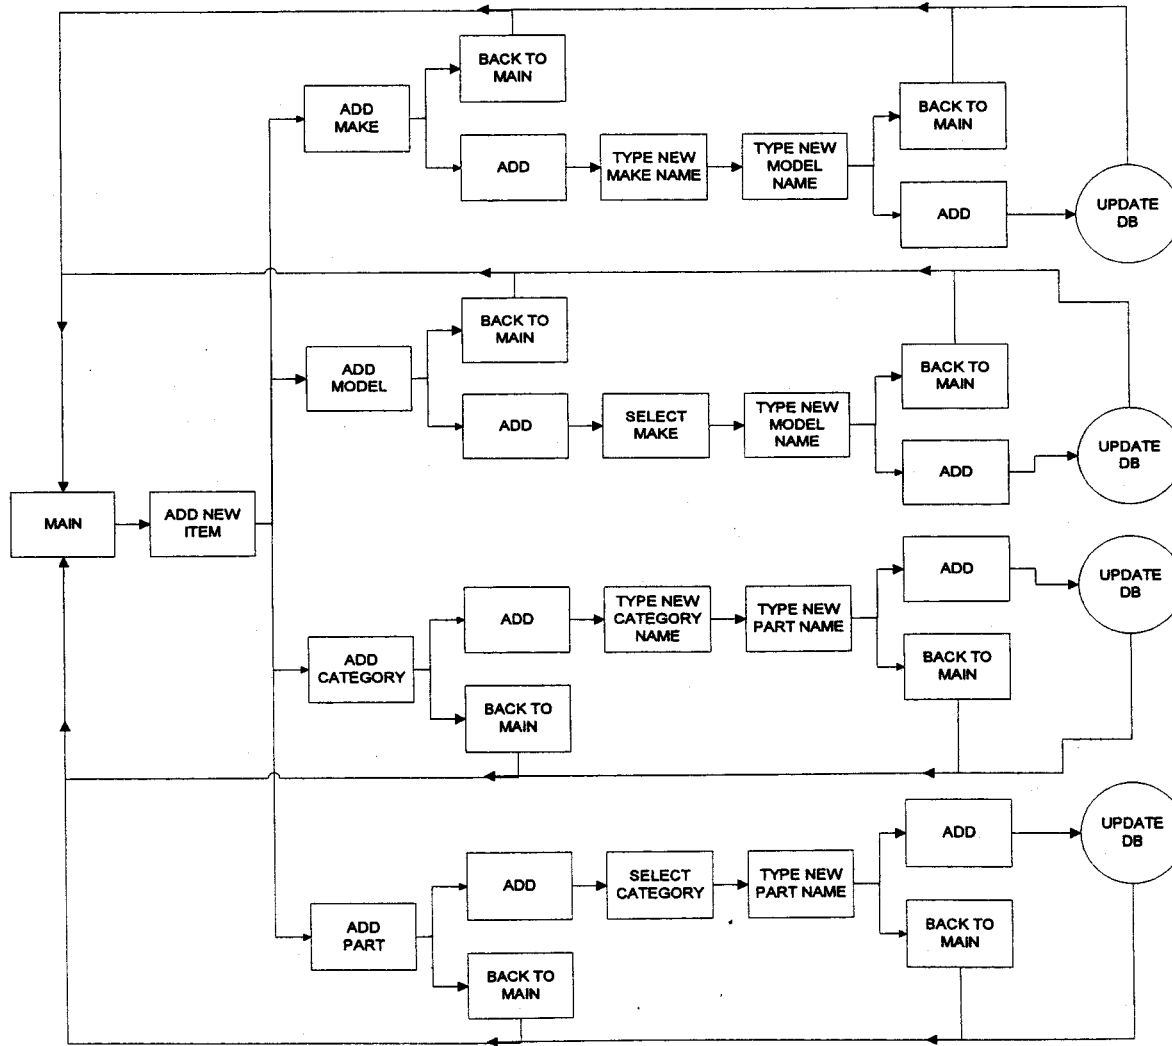 BACK TO
MAIN
ADD
MAKE
BACK TO
MAIN
ADD
TYPE NEW
MAKE NAME
TYPE NEW
MODEL
NAME
ADD
UPDATE
DB
BACK TO
MAIN
ADD
MODEL
BACK TO
MAIN
ADD
SELECT
MAKE
TYPE NEW
MODEL
NAME
ADD
UPDATE
DB
MAIN
ADD NEW
ITEM
ADD
UPDATE
DB
ADD
TYPE NEW
CATEGORY
NAME
TYPE NEW
PART NAME
ADD
CATEGORY
BACK TO
MAIN
BACK TO
MAIN
ADD
UPDATE
DB
ADD
SELECT
CATEGORY
TYPE NEW
PART NAME
ADD
PART
BACK TO
MAIN
BACK TO
MAIN